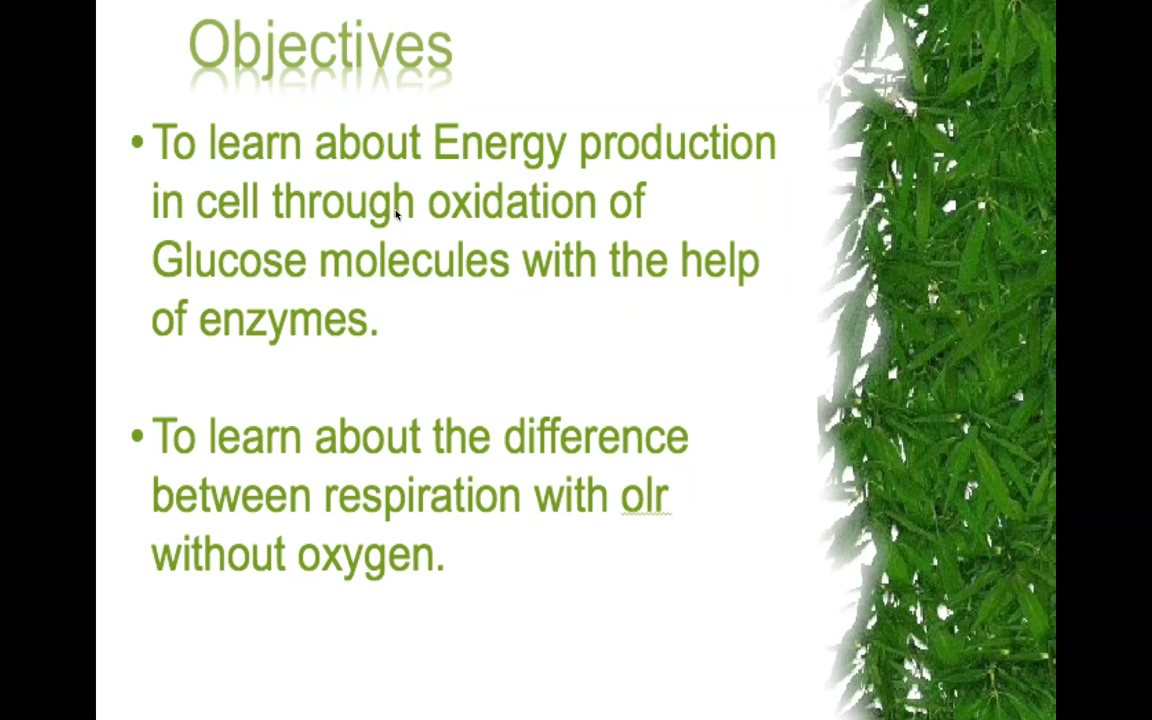 Objectives
• To learn about Energy production
in cell through oxidation of
Glucose molecules with the help
of enzymes.
• To learn about the difference
between respiration with olr
without oxygen.